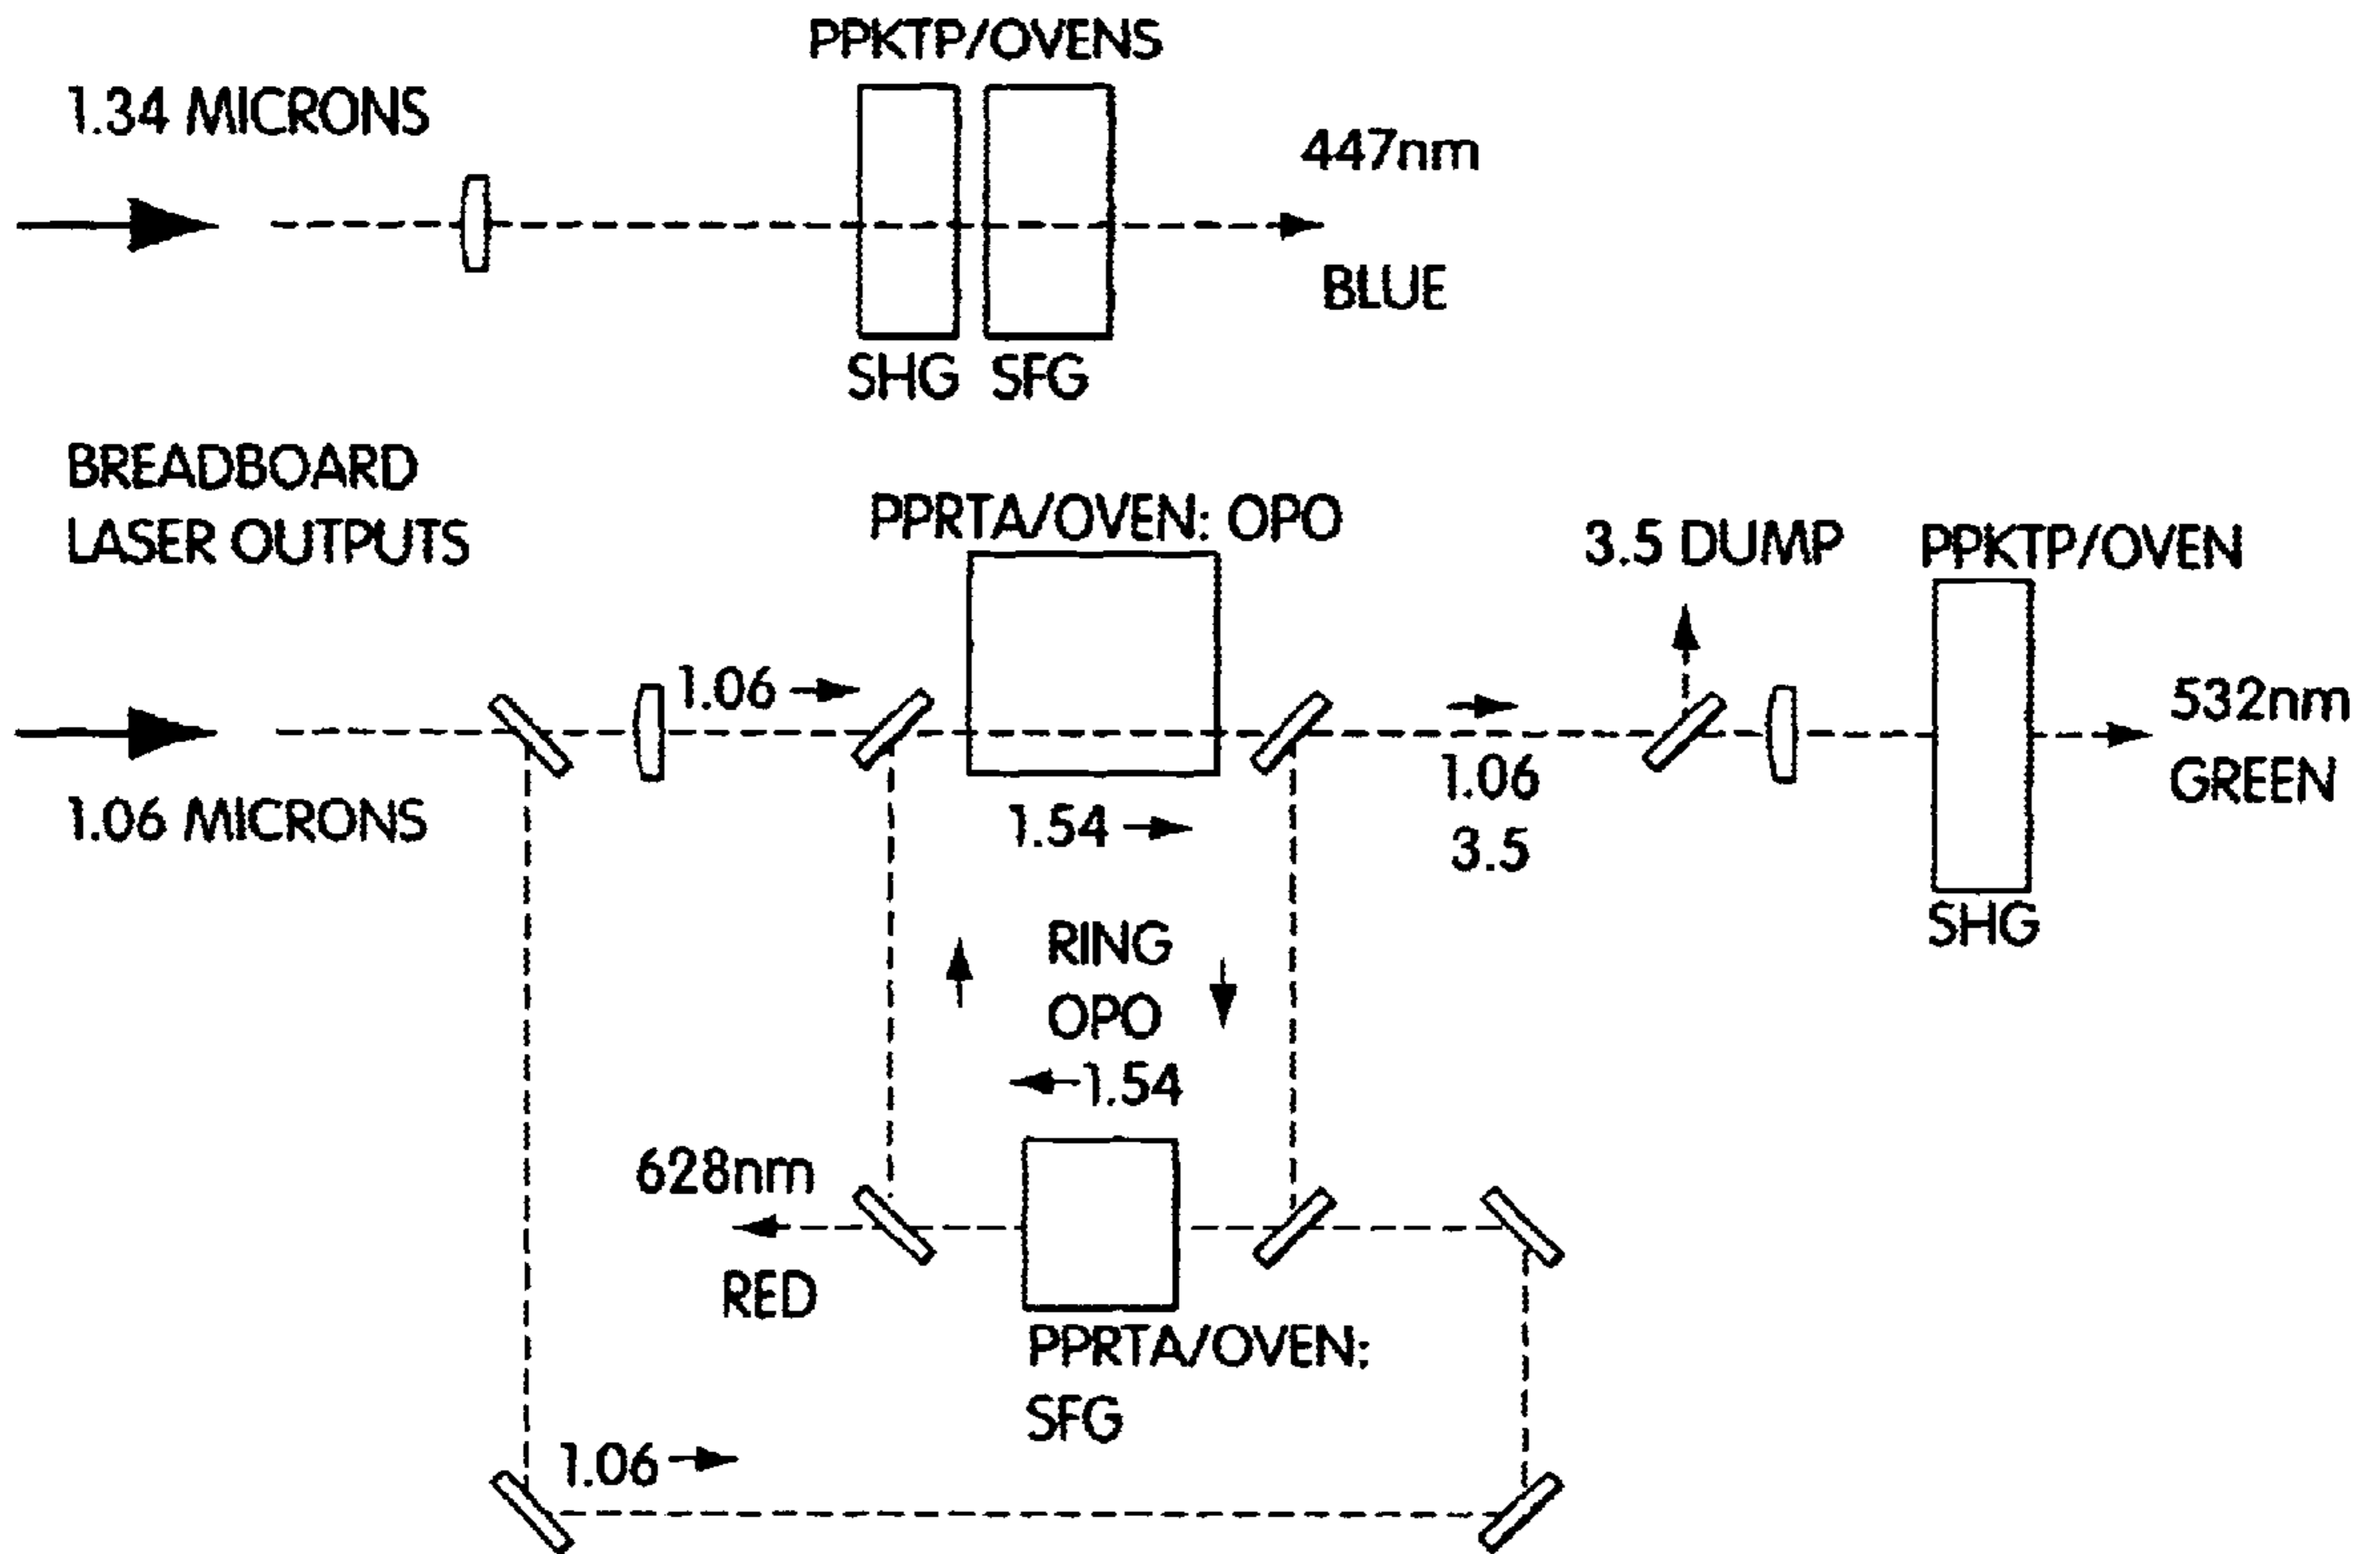 PPKTP/OVENS
1.34 MICRONS
447nm
BLUE
SHG SFG
BREADBOARD
LASER OUTPUTS
PPRTA/OVEN: OPO
3.5 DUMP
PPKTP/OVEN
1.06
532nm
GREEN
1.06 MICRONS
1.54
1.06
3.5
SHG
RING
OPO
1.54
628nm
RED
PPRTA/OVEN:
SFG
1.06